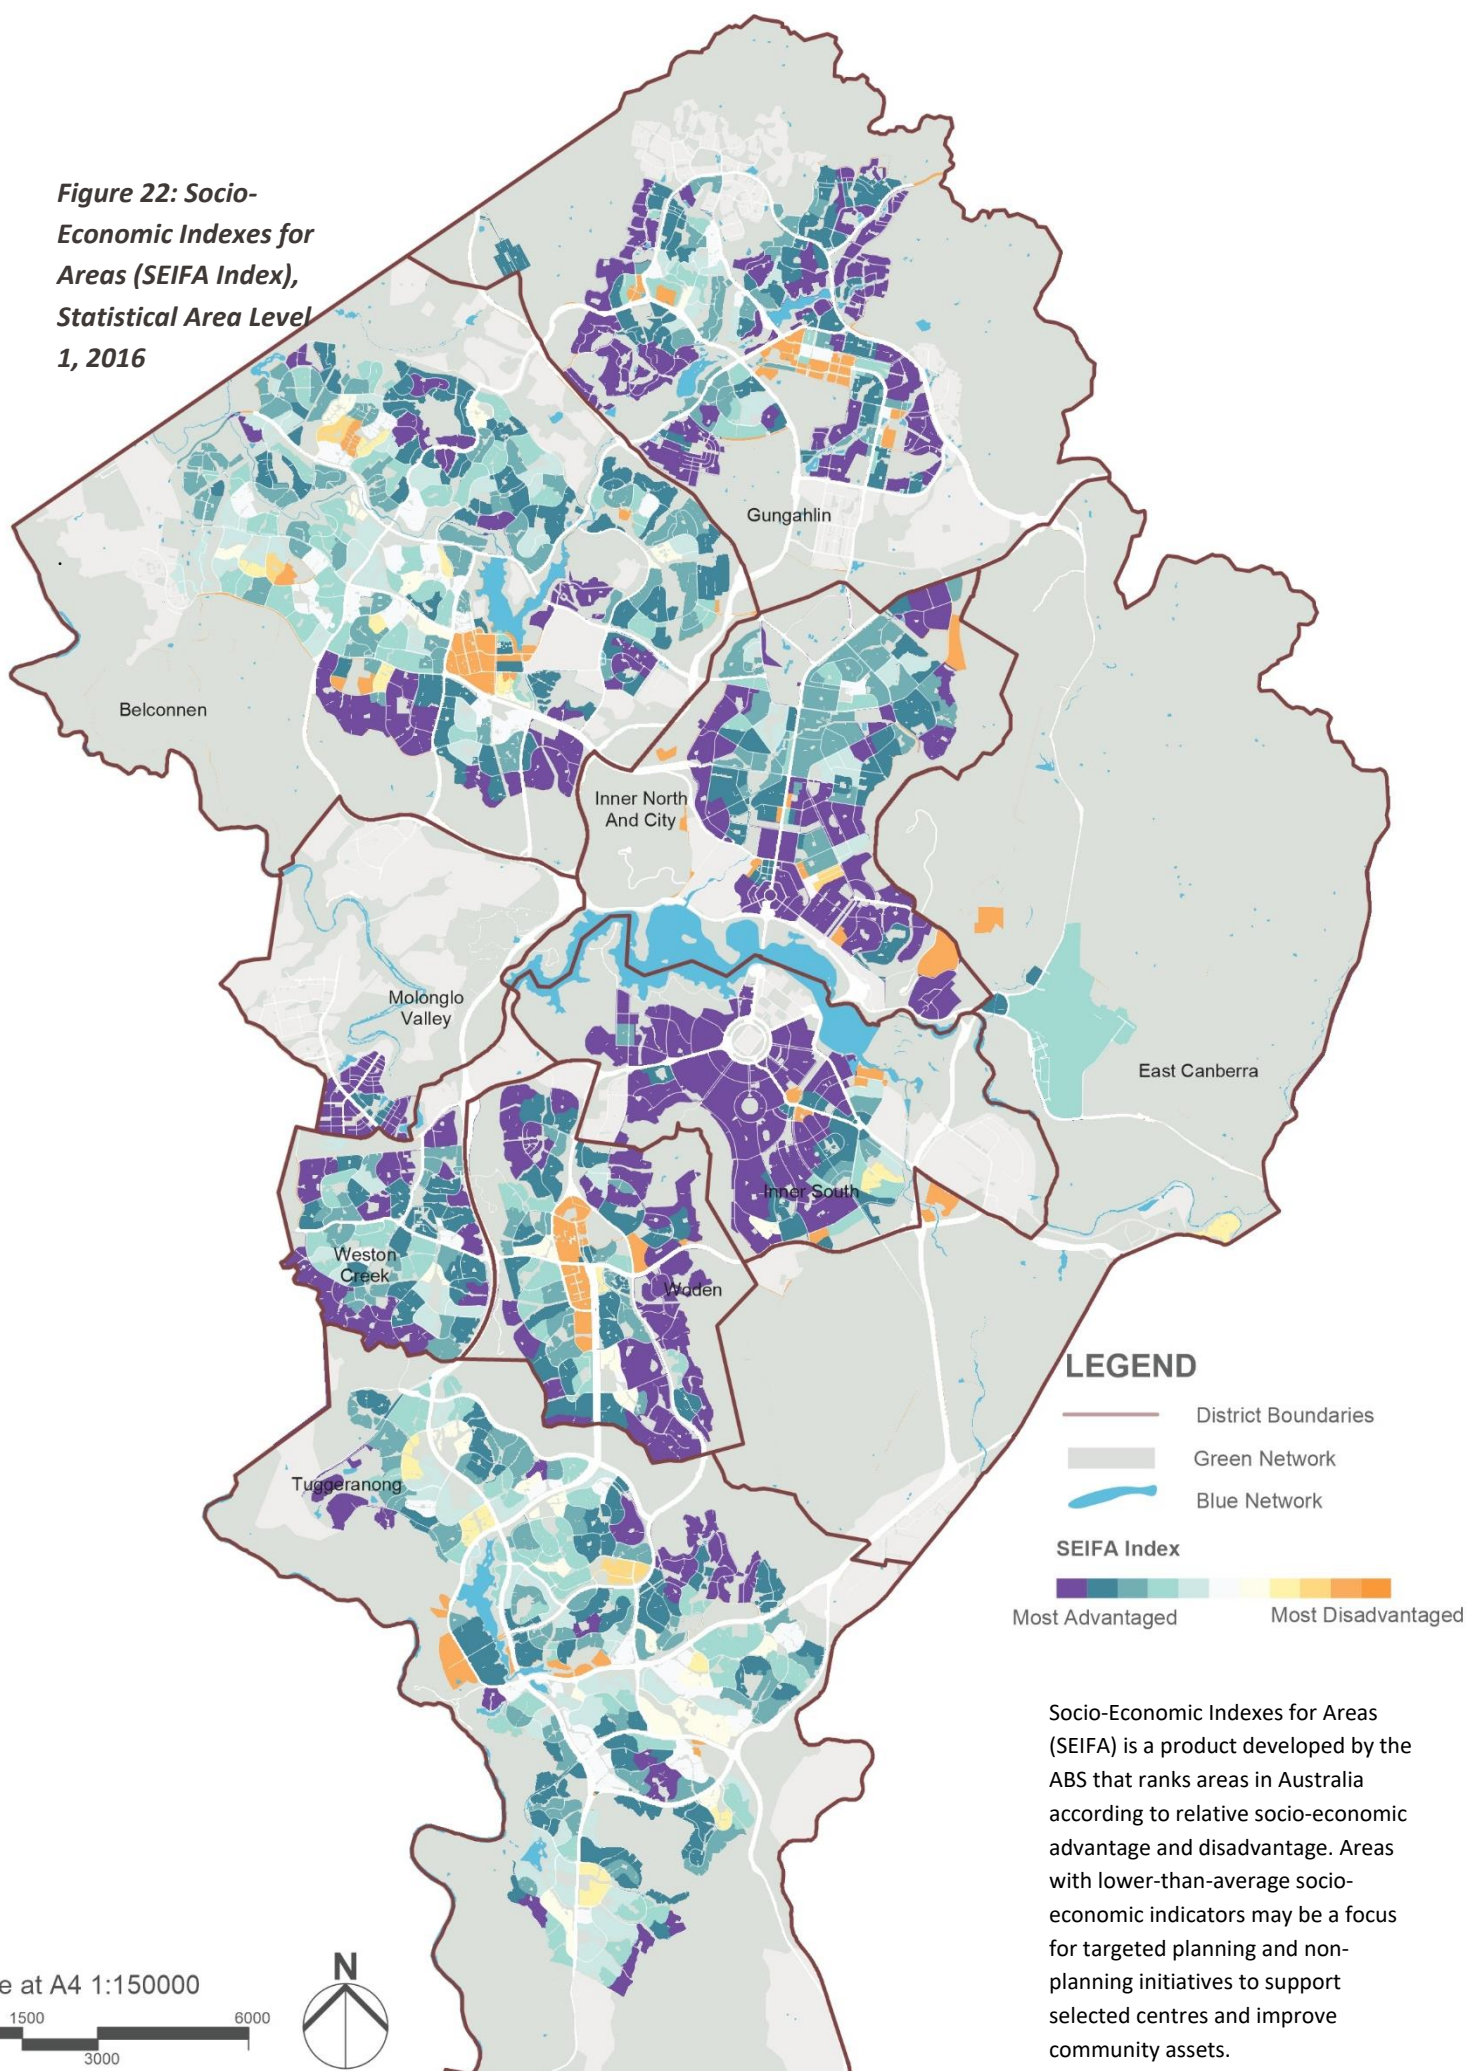 Figure 22: Socio-
Economic Indexes for
Areas (SEIFA Index),
Statistical Area Level
1, 2016
.
Gungahlin
Belconnen
Inner North
And City
Molonglo
Valley
East Canberra
Inner South
Weston
Creek
Woden
Tuggeranong
LEGEND
District Boundaries
Green Network
Blue Network
SEIFA Index
Most Advantaged
Most Disadvantaged
Socio-Economic Indexes for Areas
(SEIFA) is a product developed by the
ABS that ranks areas in Australia
according to relative socio-economic
advantage and disadvantage. Areas
with lower-than-average socio-
economic indicators may be a focus
for targeted planning and non-
planning initiatives to support
selected centres and improve
community assets.
e at A4 1:150000
1500
6000
3000
N